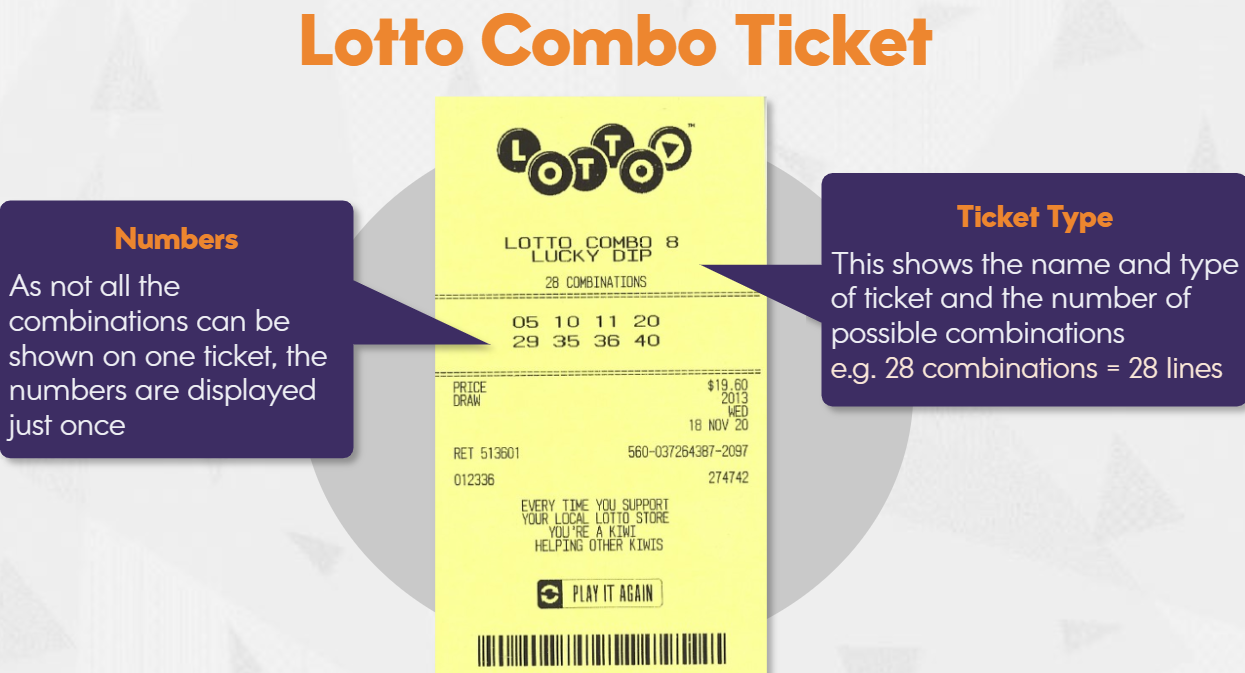 Lotto Combo Ticket
Numbers
As not all the
combinations can be
shown on one ticket, the
numbers are displayed
just once
LOTTO
LOTTO COMBO 8
LUCKY DIP
28 COMBINATIONS
05 10 11 20
29 35 36 40
PRICE $19.60
DRAW 2013
WED
18 NOV 20
RET 513601 560-037264387-2097
012336 274742
EVERY TIME YOU SUPPORT
YOUR LOCAL LOTTO STORE
YOU'RE A KIWI
HELPING OTHER KIWIS
PLAY IT AGAIN
Ticket Type
This shows the name and type
of ticket and the number of
possible combinations
e.g. 28 combinations = 28 lines